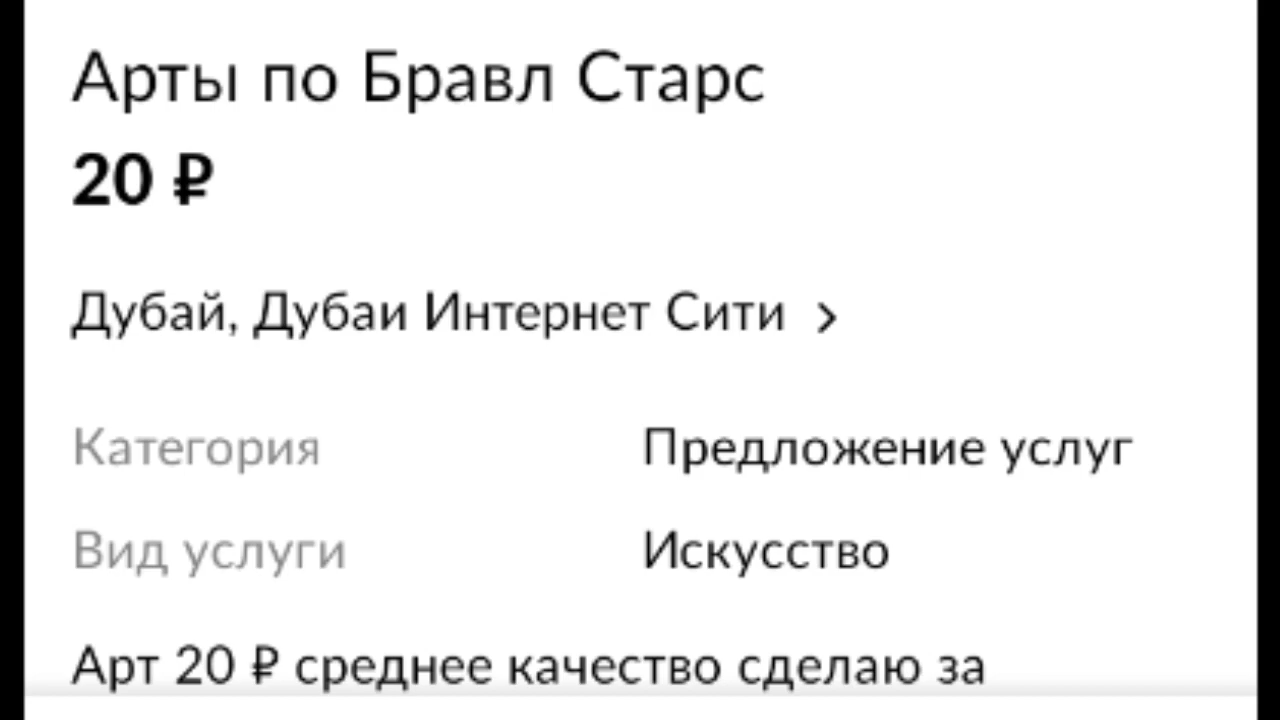 Арты по Бравл Старс
20 ₽
Дубай, Дубаи Интернет Сити >
Категория Предложение услуг
Вид услуги Искусство
Арт 20 ₽ среднее качество сделаю за